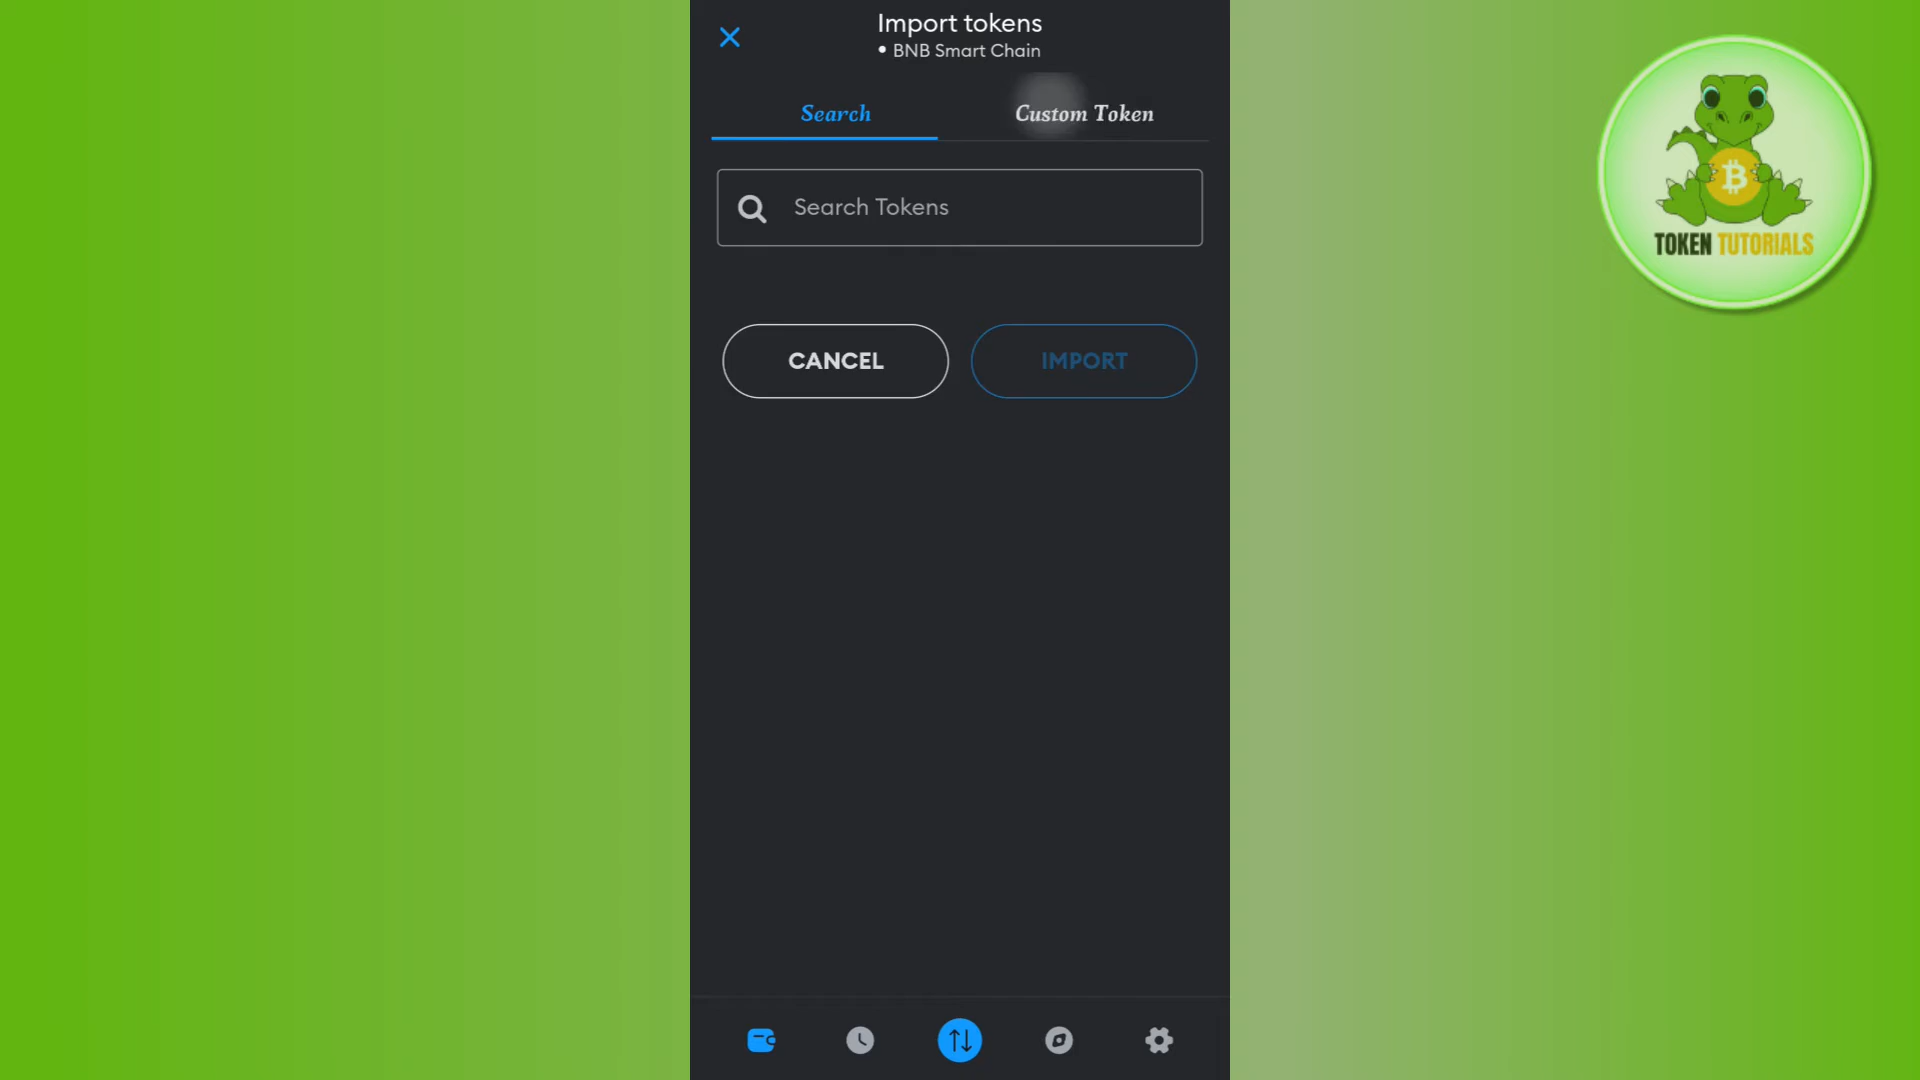 Import tokens
• BNB Smart Chain
Search
Custom Token
Search Tokens
CANCEL
IMPORT
TOKEN TUTORIALS